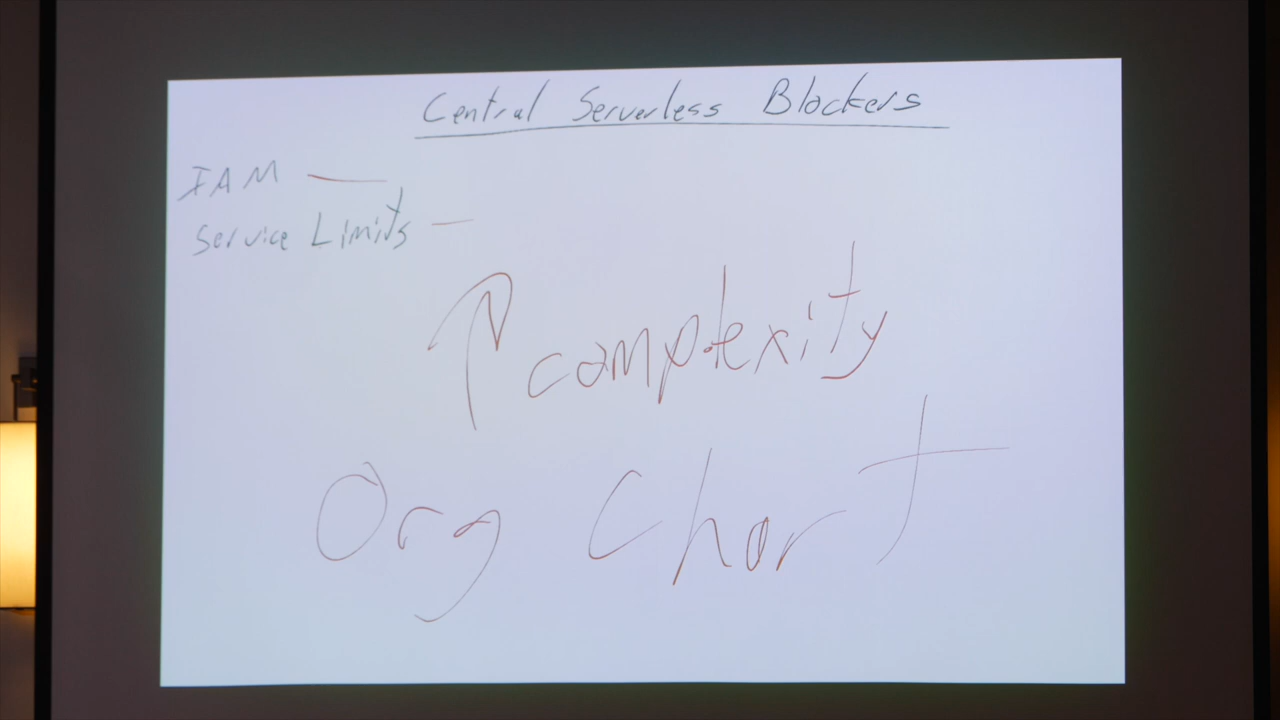 Central Serverless Blockers
IAM —
Service Limits —
↑ complexity
Org Chart